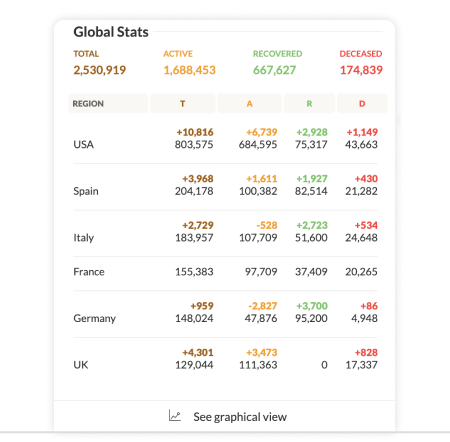 Global Stats
TOTAL ACTIVE RECOVERED DECEASED
2,530,919 1,688,453 667,627 174,839
REGION T A R D
+10,816 +6,739 +2,928 +1,149
USA 803,575 684,595 75,317 43,663
+3,968 +1,611 +1,927 +430
Spain 204,178 100,382 82,514 21,282
+2,729 -528 +2,723 +534
Italy 183,957 107,709 51,600 24,648
France 155,383 97,709 37,409 20,265
+959 -2,827 +3,700 +86
Germany 148,024 47,876 95,200 4,948
+4,301 +3,473 +828
UK 129,044 111,363 0 17,337
See graphical view